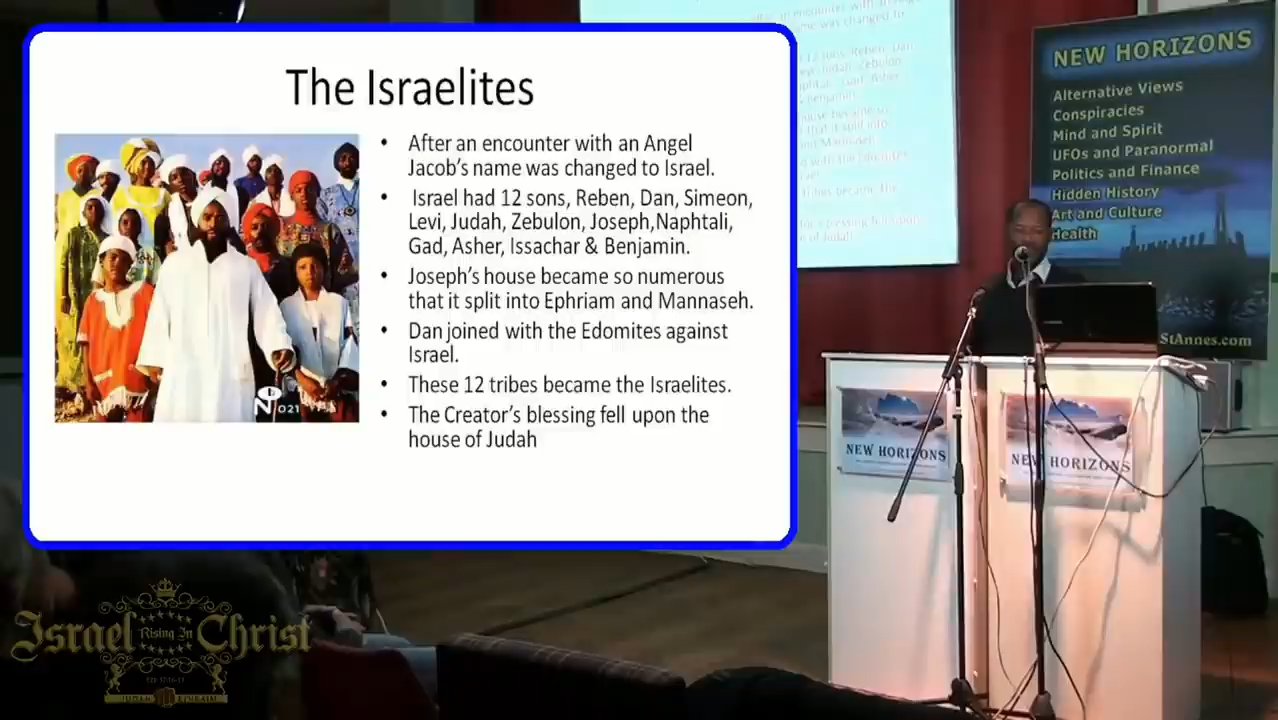 The Israelites
• After an encounter with an Angel
Jacob's name was changed to Israel.
• Israel had 12 sons, Reben, Dan, Simeon,
Levi, Judah, Zebulon, Joseph,Naphtali,
Gad, Asher, Issachar & Benjamin.
• Joseph's house became so numerous
that it split into Ephriam and Mannaseh.
• Dan joined with the Edomites against
Israel.
• These 12 tribes became the Israelites.
• The Creator's blessing fell upon the
house of Judah
N 021
NEW HORIZONS
Alternative Views
Conspiracies
Mind and Spirit
UFOs and Paranormal
Politics and Finance
Hidden History
Art and Culture
Health
StAnnes.com
NEW HORIZONS
NEW HORIZONS
Israel Rising In Christ